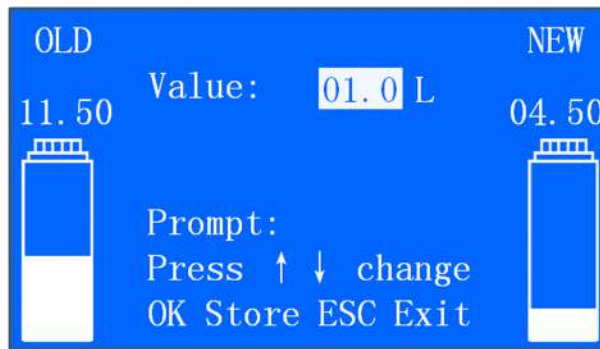 OLD NEW
Value: 01.0 L
11.50 04.50
Prompt:
Press ↑ ↓ change
OK Store ESC Exit